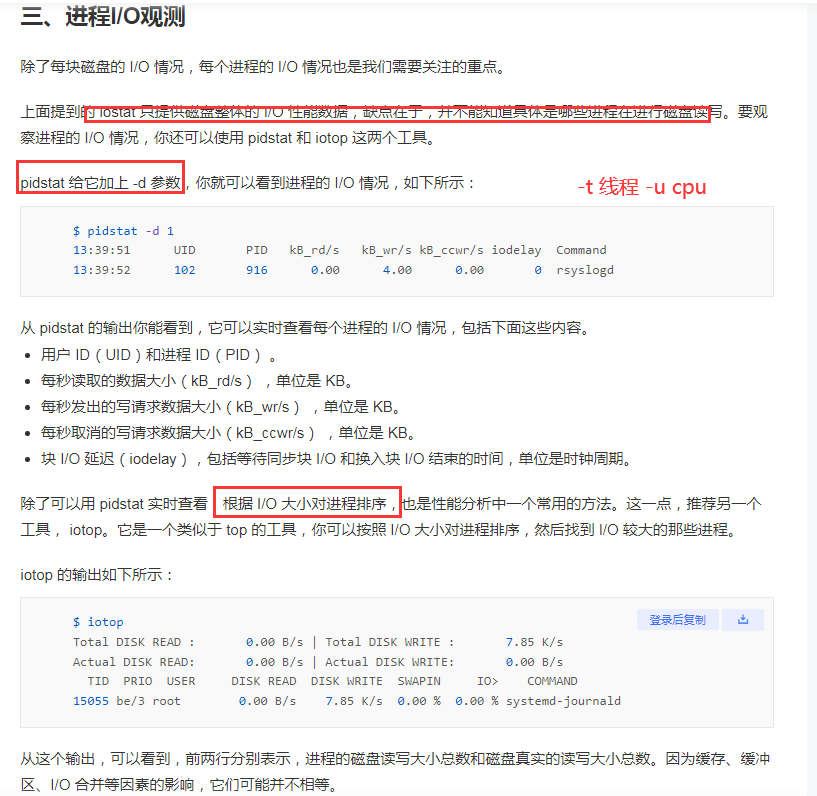 三、进程I/O观测
除了每块磁盘的 I/O 情况，每个进程的 I/O 情况也是我们需要关注的重点。
上面提到的 iostat 只提供磁盘整体的 I/O 性能数据，缺点在于，并不能知道具体是哪些进程在进行磁盘读写。要观
察进程的 I/O 情况，你还可以使用 pidstat 和 iotop 这两个工具。
pidstat 给它加上 -d 参数，你就可以看到进程的 I/O 情况，如下所示：
-t 线程 -u cpu
$ pidstat -d 1
13:39:51 UID PID kB_rd/s kB_wr/s kB_ccwr/s iodelay Command
13:39:52 102 916 0.00 4.00 0.00 0 rsyslogd
从 pidstat 的输出你能看到，它可以实时查看每个进程的 I/O 情况，包括下面这些内容。
• 用户 ID（UID）和进程 ID（PID） 。
• 每秒读取的数据大小（kB_rd/s） ，单位是 KB。
• 每秒发出的写请求数据大小（kB_wr/s） ，单位是 KB。
• 每秒取消的写请求数据大小（kB_ccwr/s） ，单位是 KB。
• 块 I/O 延迟（iodelay），包括等待同步块 I/O 和换入块 I/O 结束的时间，单位是时钟周期。
除了可以用 pidstat 实时查看，根据 I/O 大小对进程排序，也是性能分析中一个常用的方法。这一点，推荐另一个
工具， iotop。它是一个类似于 top 的工具，你可以按照 I/O 大小对进程排序，然后找到 I/O 较大的那些进程。
iotop 的输出如下所示：
登录后复制
$ iotop
Total DISK READ : 0.00 B/s | Total DISK WRITE : 7.85 K/s
Actual DISK READ: 0.00 B/s | Actual DISK WRITE: 0.00 B/s
TID PRIO USER DISK READ DISK WRITE SWAPIN IO> COMMAND
15055 be/3 root 0.00 B/s 7.85 K/s 0.00 % 0.00 % systemd-journald
从这个输出，可以看到，前两行分别表示，进程的磁盘读写大小总数和磁盘真实的读写大小总数。因为缓存、缓冲
区、I/O 合并等因素的影响，它们可能并不相等。